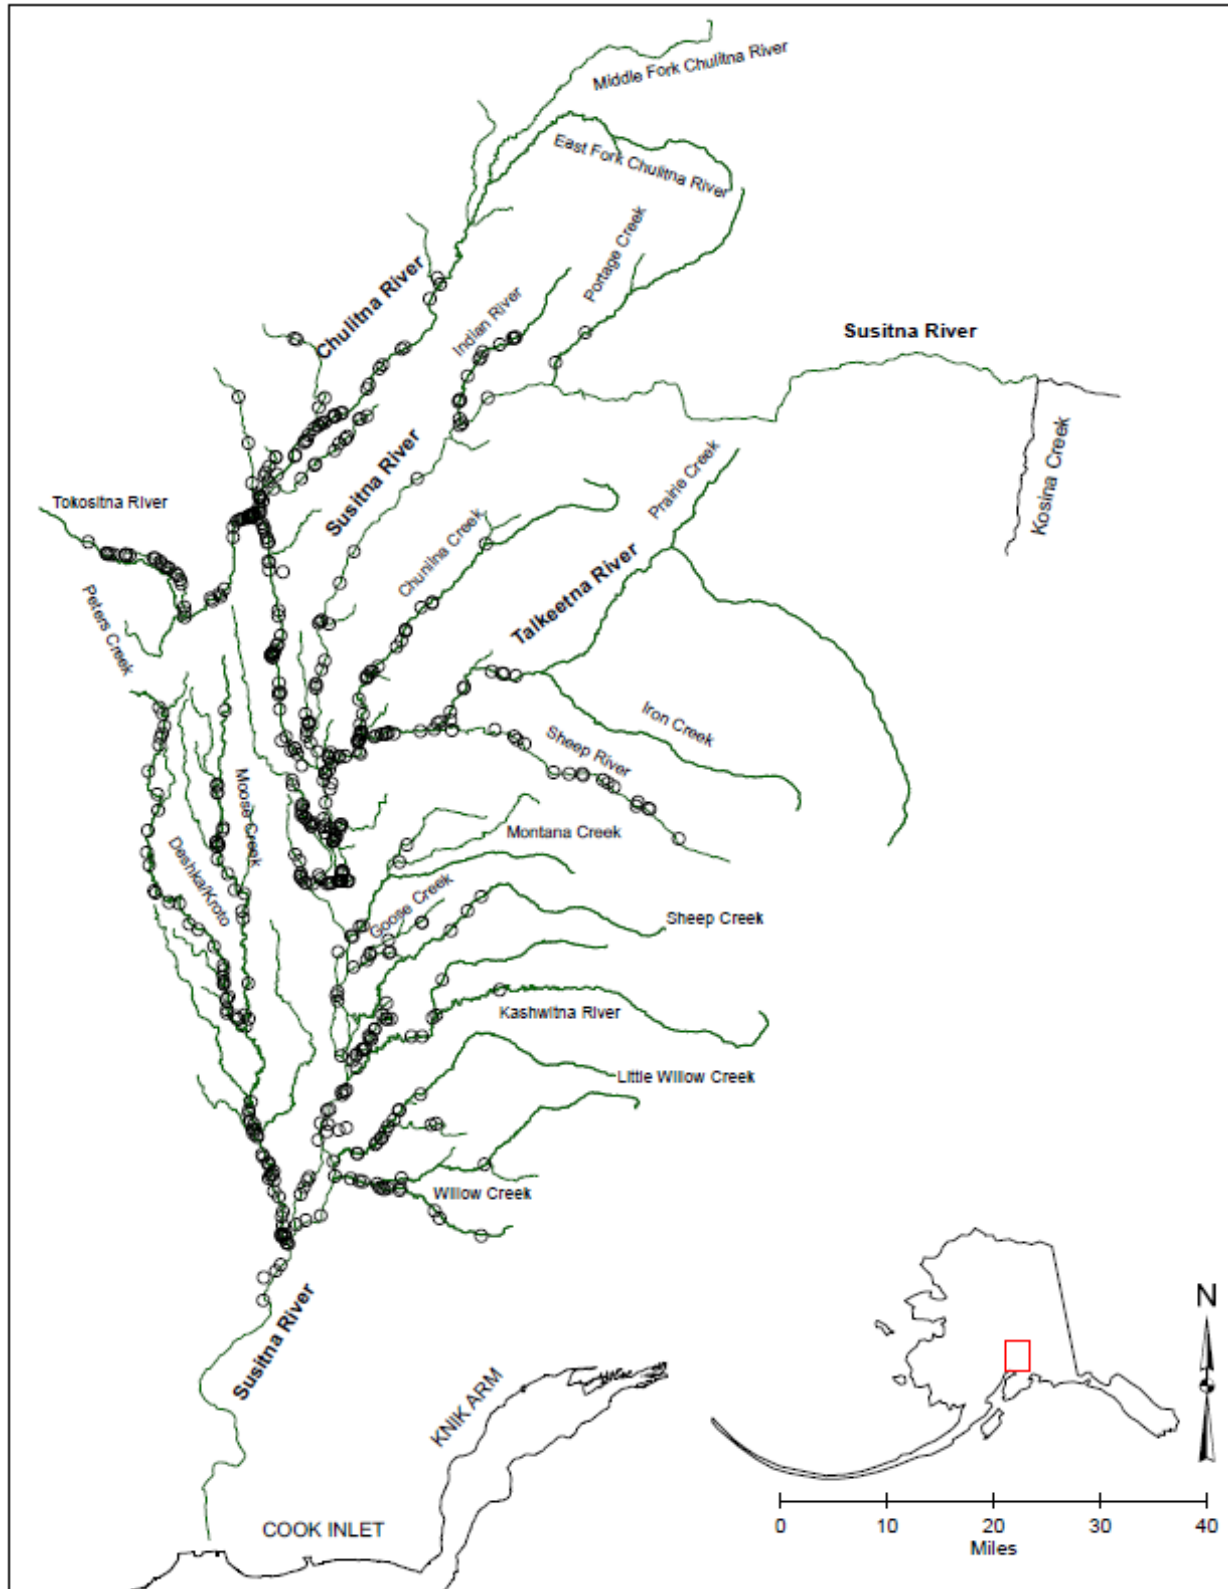 Middle Fork Chulitna River
East Fork Chulitna River
Portage Creek
Chulitna River
Indian River
Susitna River
Susitna River
Kosina Creek
Prairie Creek
Tokositna River
Chunilna Creek
Talkeetna River
Peters Creek
Iron Creek
Sheep River
Moose Creek
Montana Creek
Deshka/Kroto
Goose Creek
Sheep Creek
Kashwitna River
Little Willow Creek
Willow Creek
Susitna River
N
KNIK ARM
COOK INLET
0 10 20 30 40
Miles